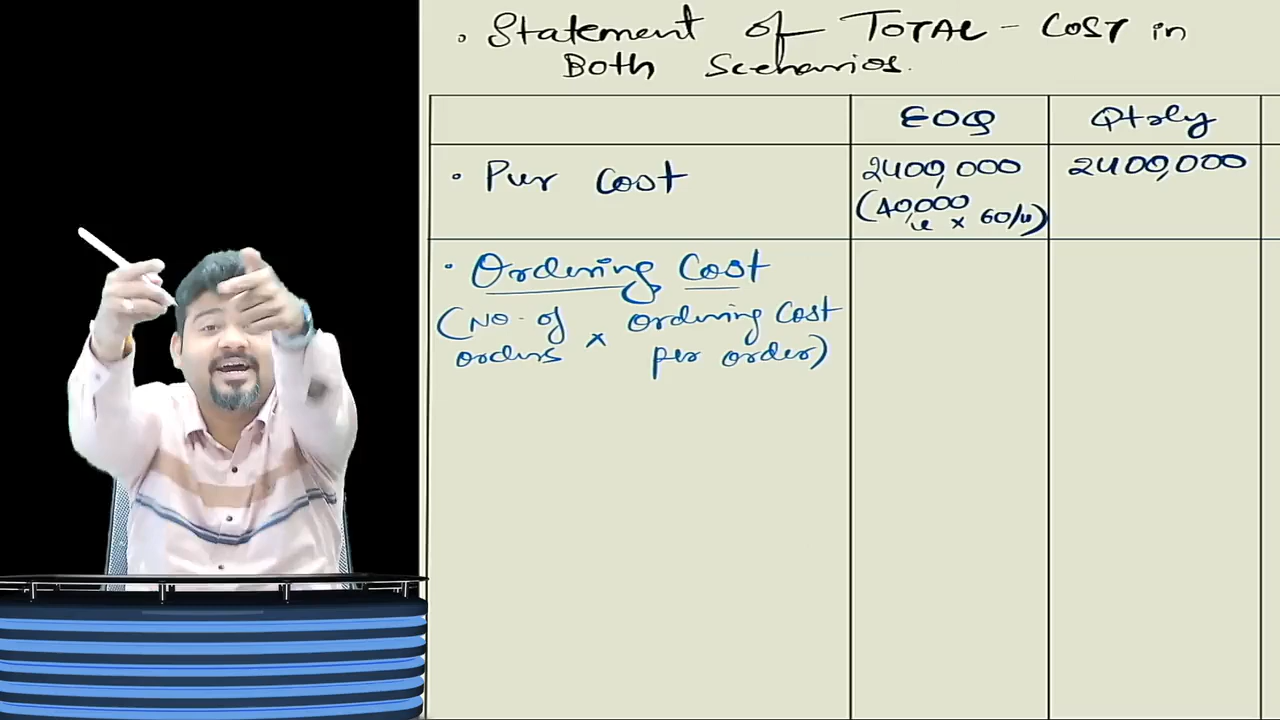 • Statement of TOTAL - COST in
Both Scenarios.
EOQ Qtrly
• Pur Cost 2400,000 2400,000
(40,000
u x 60/u)
• Ordering Cost
(No. of x Ordering Cost
orders per order)